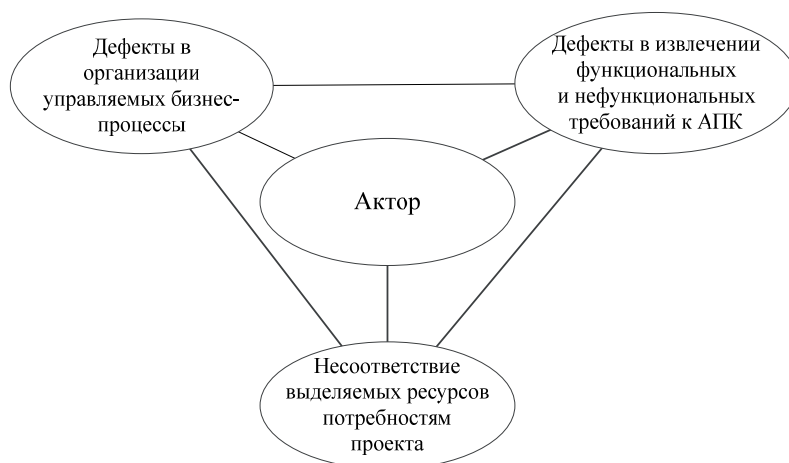 Дефекты в
организации
управляемых бизнес-
процессы
Дефекты в извлечении
функциональных
и нефункциональных
требований к АПК
Актор
Несоответствие
выделяемых ресурсов
потребностям
проекта